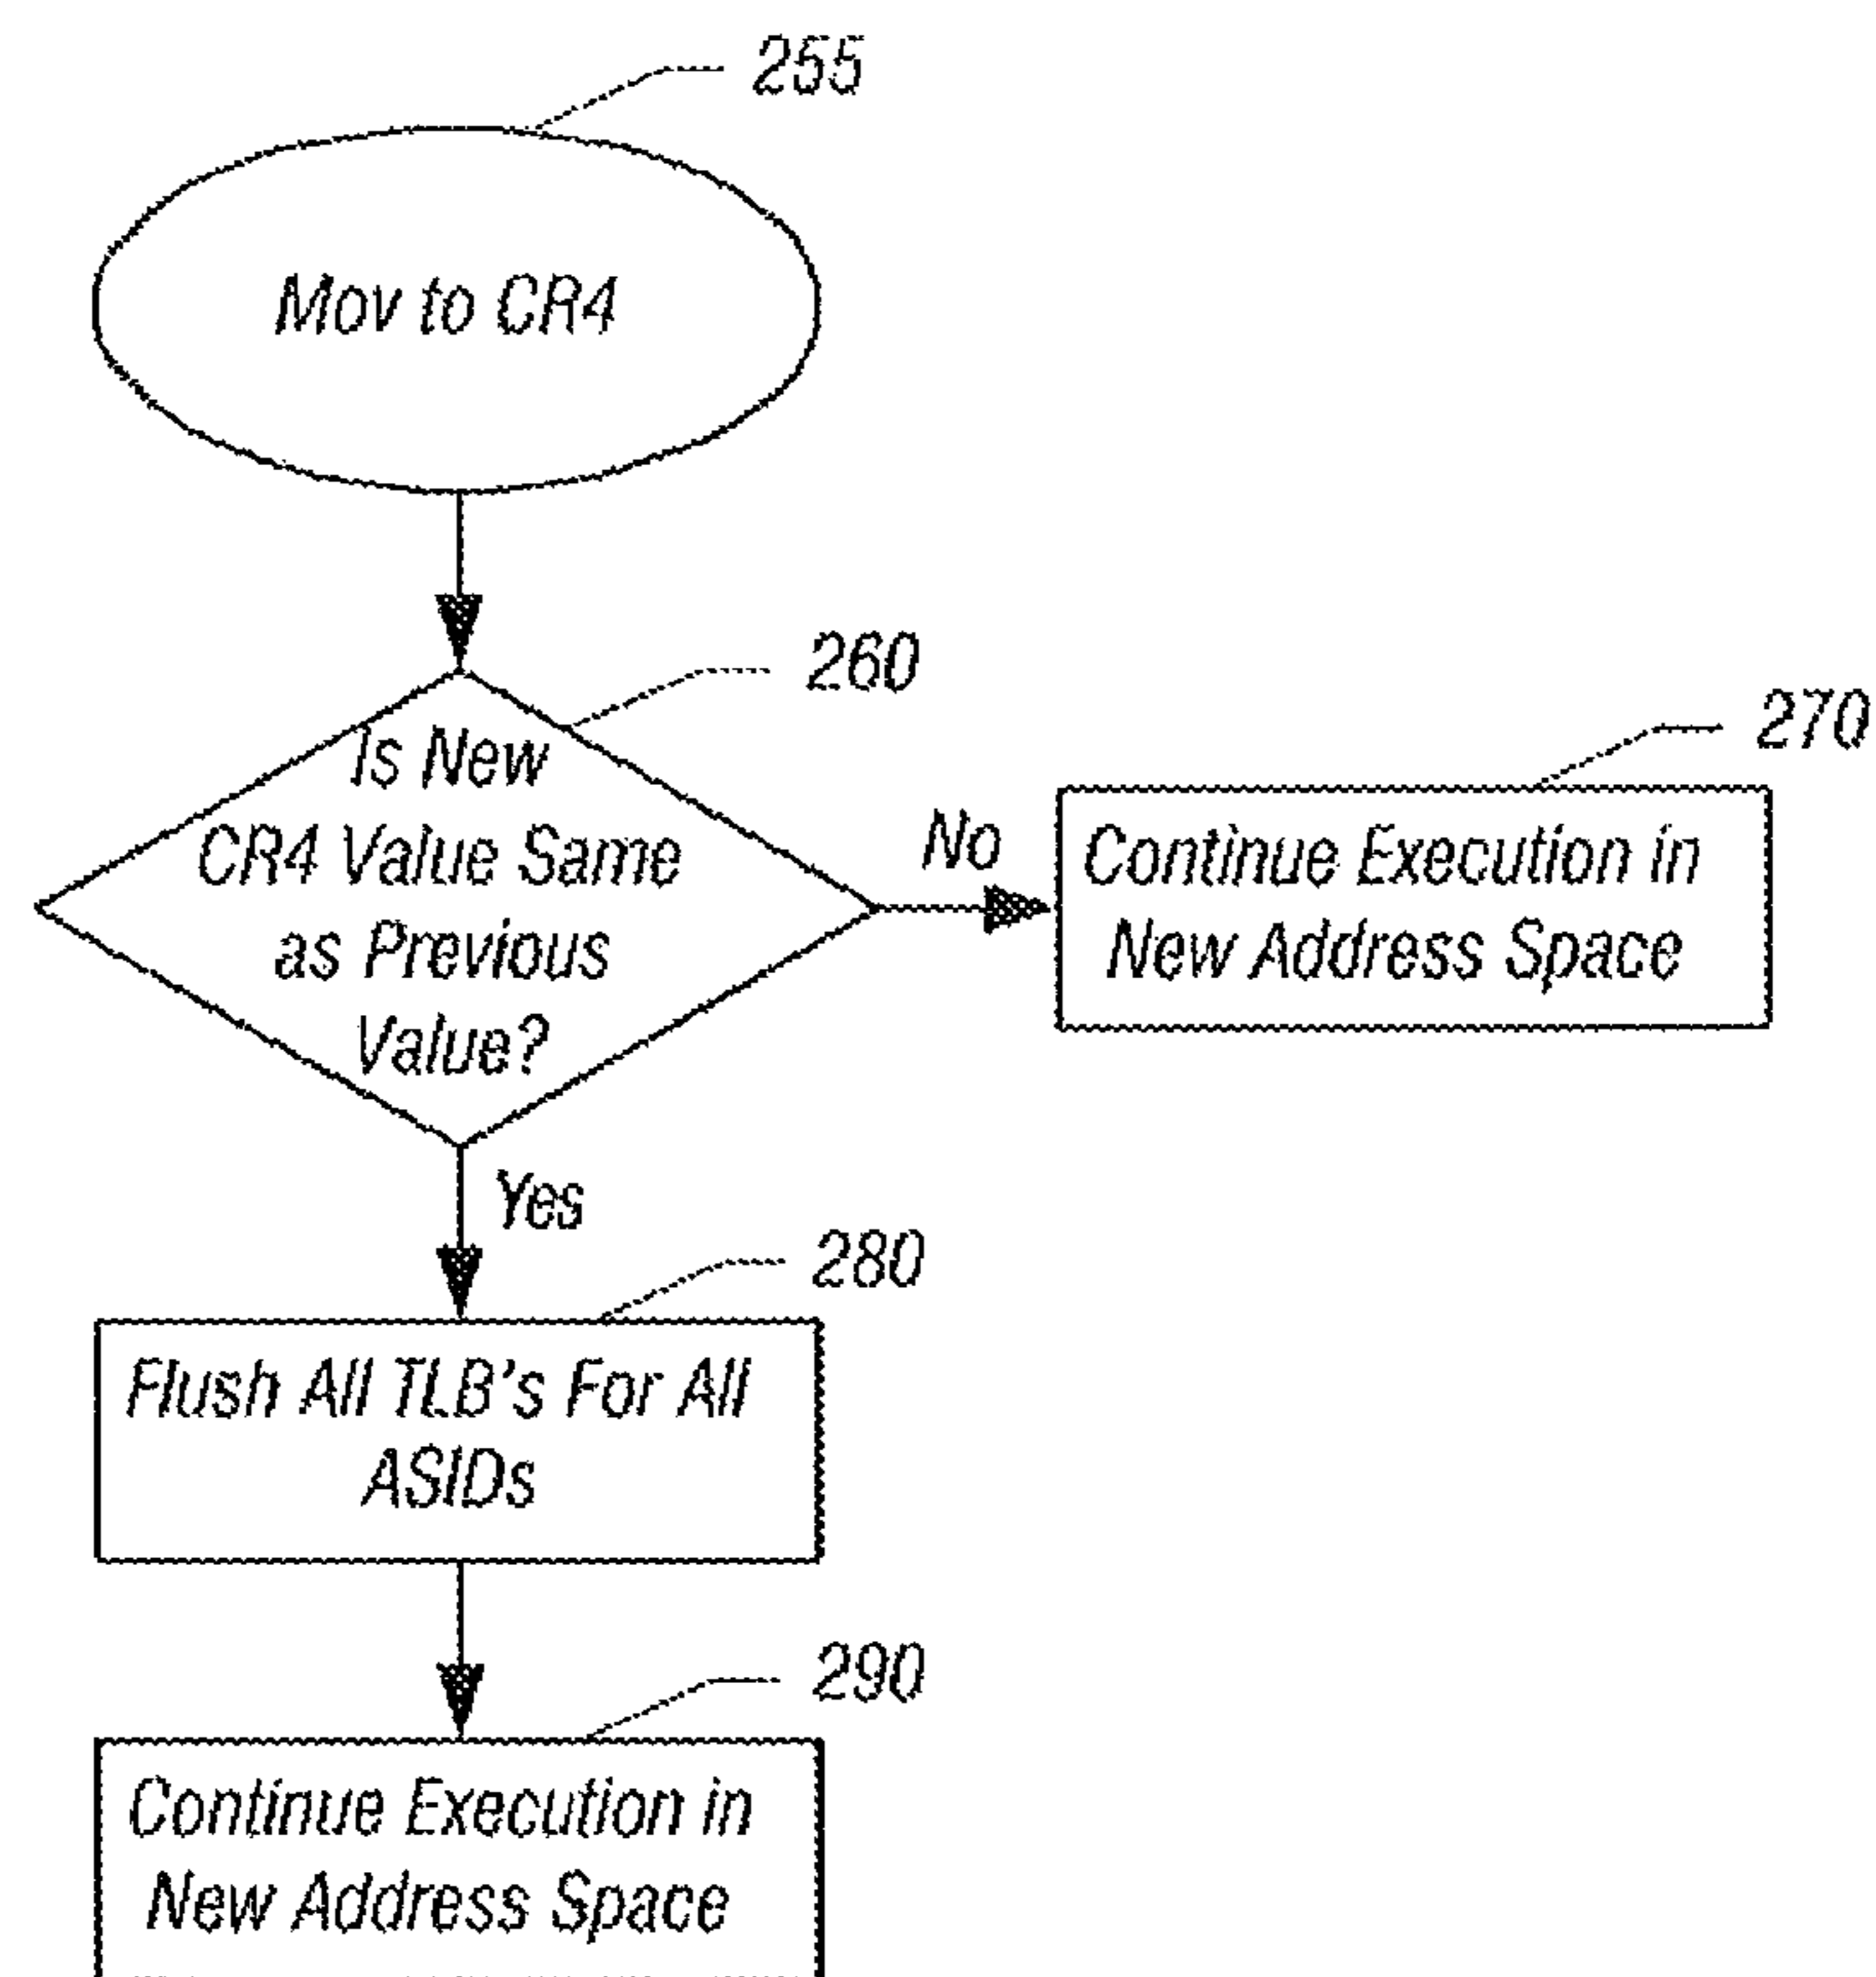 255
Mov to CR4
260
Is New
CR4 Value Same
as Previous
Value?
No
270
Continue Execution in
New Address Space
Yes
280
Flush All TLB's For All
ASIDs
290
Continue Execution in
New Address Space